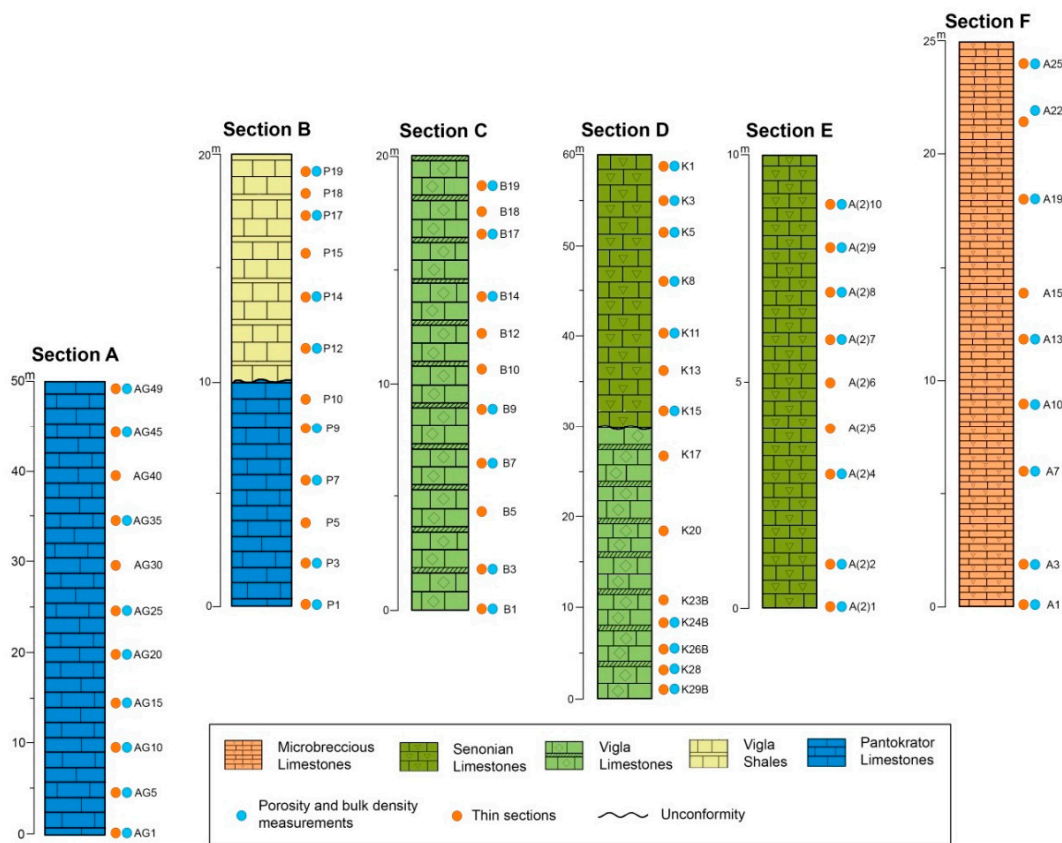 Section A
50 m
40
30
20
10
0
AG49
AG45
AG40
AG35
AG30
AG25
AG20
AG15
AG10
AG5
AG1
Section B
20 m
10
0
P19
P18
P17
P15
P14
P12
P10
P9
P7
P5
P3
P1
Section C
20 m
10
0
B19
B18
B17
B14
B12
B10
B9
B7
B5
B3
B1
Section D
60 m
50
40
30
20
10
0
K1
K3
K5
K8
K11
K13
K15
K17
K20
K23B
K24B
K26B
K28
K29B
Section E
10 m
5
0
A(2)10
A(2)9
A(2)8
A(2)7
A(2)6
A(2)5
A(2)4
A(2)2
A(2)1
Section F
25 m
20
10
0
A25
A22
A19
A15
A13
A10
A7
A3
A1
Microbreccious
Limestones
Senonian
Limestones
Vigla
Limestones
Vigla
Shales
Pantokrator
Limestones
Porosity and bulk density
measurements
Thin sections
Unconformity